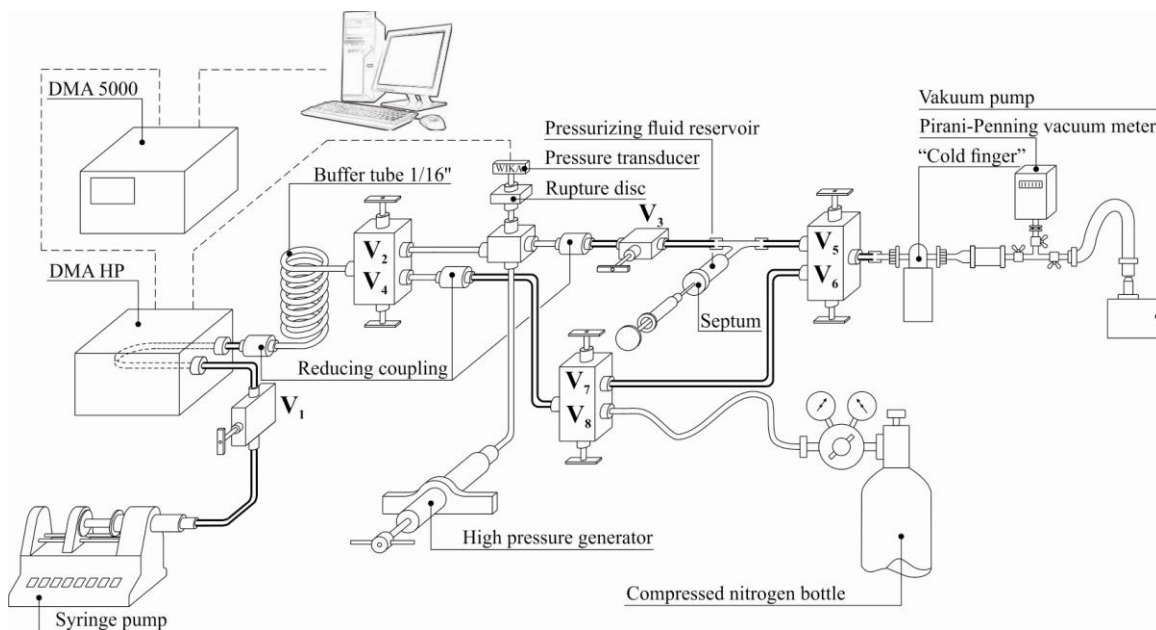 DMA 5000
Vakuum pump
Pirani-Penning vacuum meter
“Cold finger”
Pressurizing fluid reservoir
Pressure transducer
Rupture disc
WIKA
Buffer tube 1/16"
V3
V2
V4
V5
V6
DMA HP
Septum
Reducing coupling
V1
V7
V8
High pressure generator
Compressed nitrogen bottle
Syringe pump